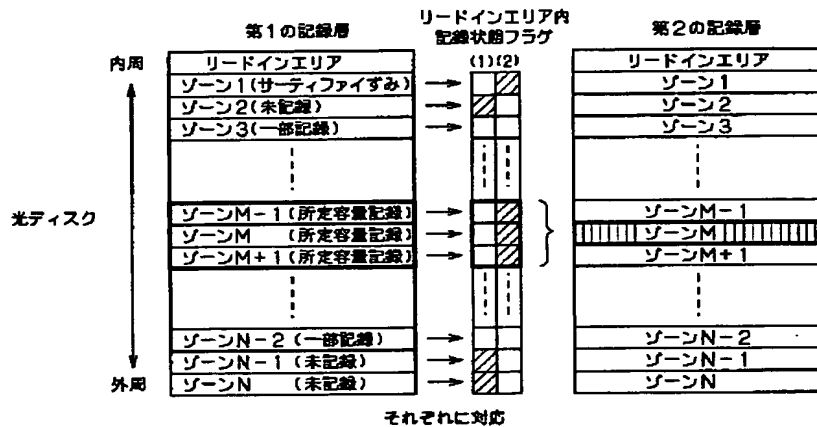 第1の記録層
リードインエリア内
記録状態フラグ
第2の記録層
内周
光ディスク
外周
リードインエリア
ゾーン1(サーティファイずみ)
ゾーン2(未記録)
ゾーン3(一部記録)
ゾーンM-1(所定容量記録)
ゾーンM (所定容量記録)
ゾーンM+1(所定容量記録)
ゾーンN-2(一部記録)
ゾーンN-1(未記録)
ゾーンN (未記録)
(1)(2)
リードインエリア
ゾーン1
ゾーン2
ゾーン3
ゾーンM-1
ゾーンM
ゾーンM+1
ゾーンN-2
ゾーンN-1
ゾーンN
それぞれに対応